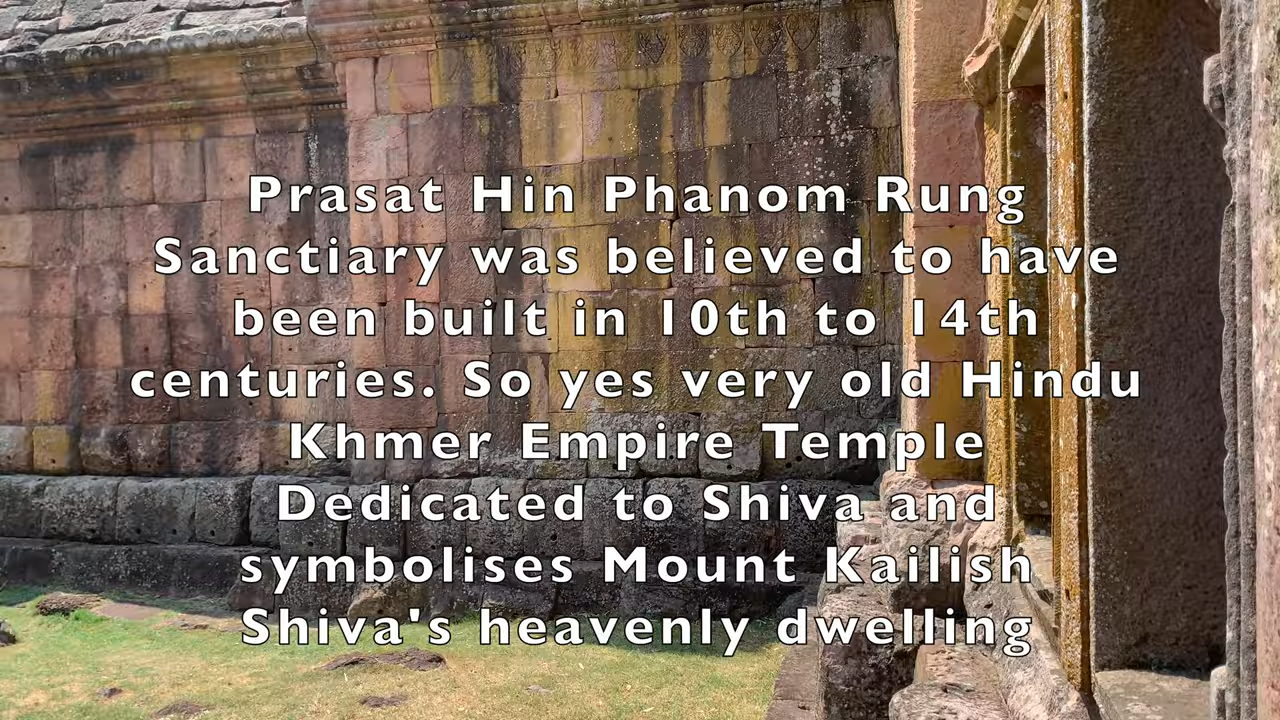 Prasat Hin Phanom Rung
Sanctiary was believed to have
been built in 10th to 14th
centuries. So yes very old Hindu
Khmer Empire Temple
Dedicated to Shiva and
symbolises Mount Kailish
Shiva's heavenly dwelling